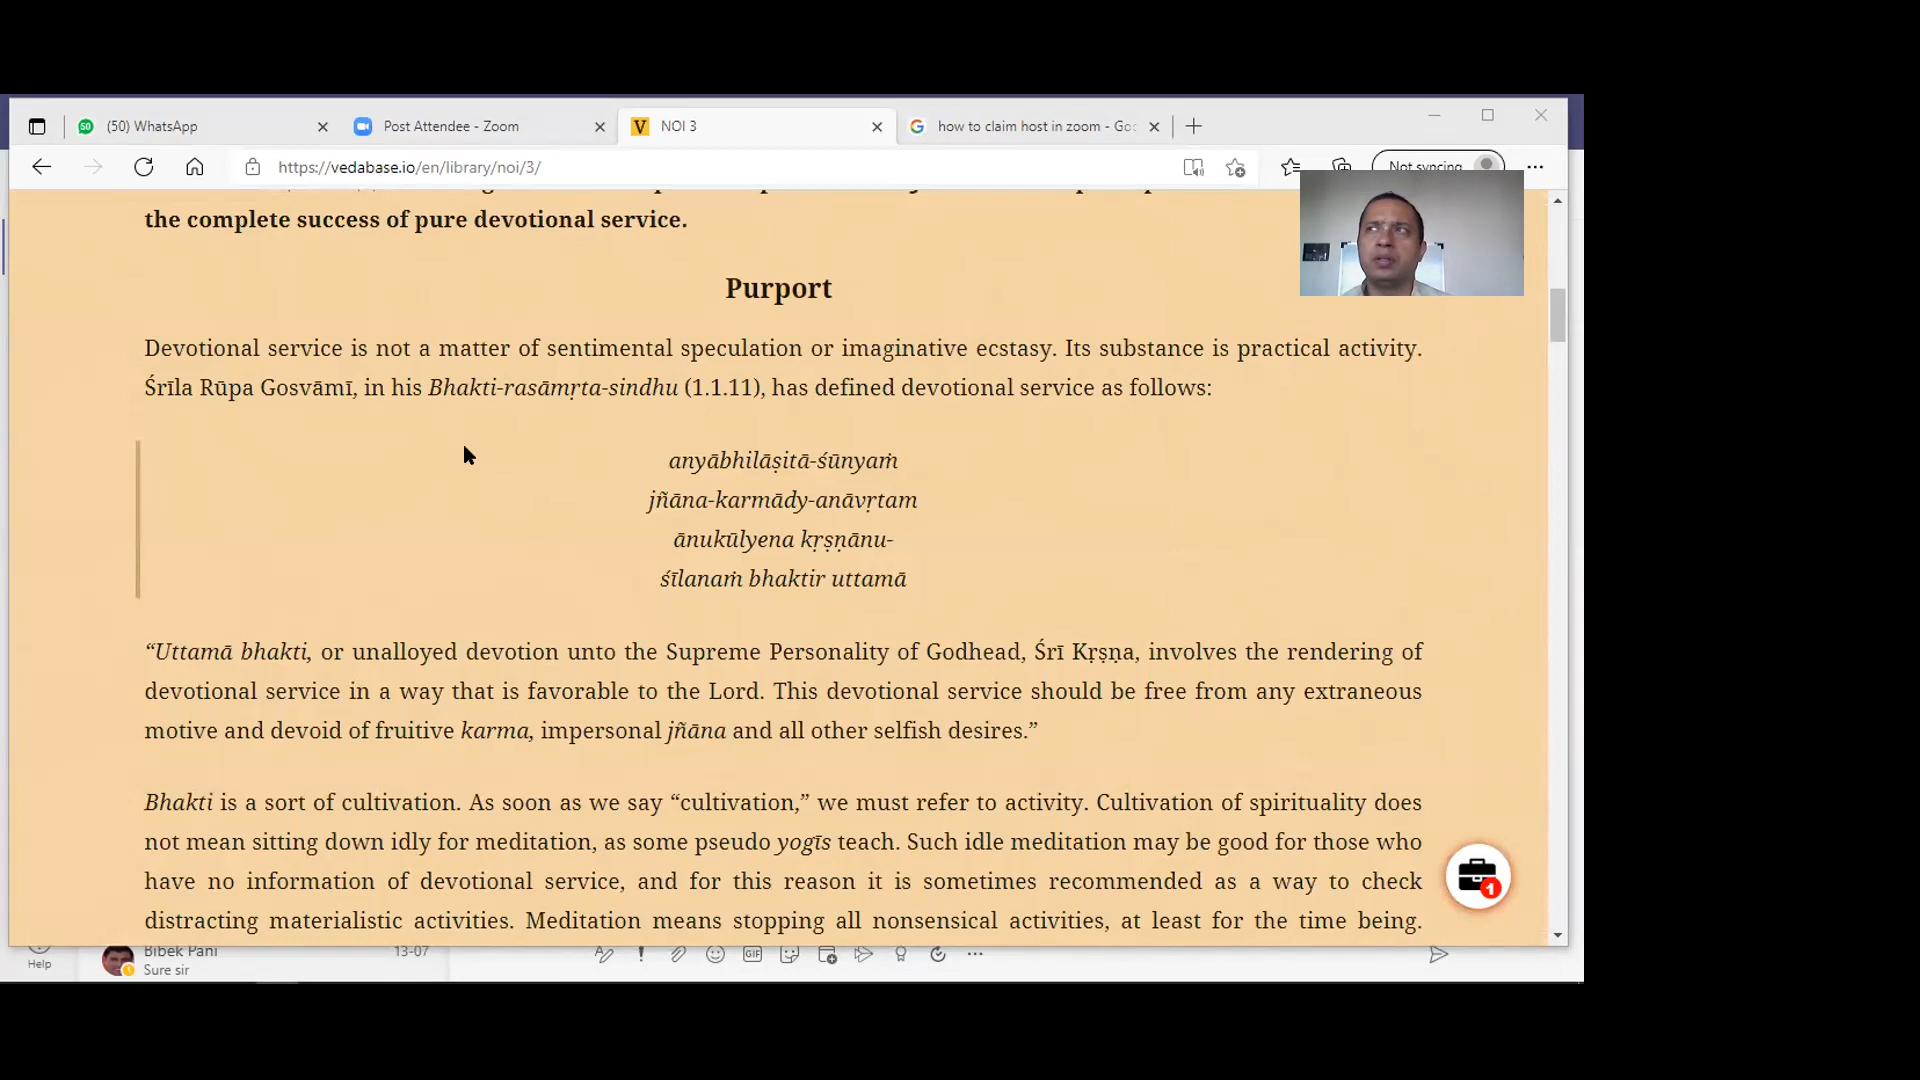 (50) WhatsApp
Post Attendee - Zoom
NOI 3
how to claim host in zoom - Go
https://vedabase.io/en/library/noi/3/
Not syncing
the complete success of pure devotional service.
Purport
Devotional service is not a matter of sentimental speculation or imaginative ecstasy. Its substance is practical activity.
Śrīla Rūpa Gosvāmī, in his Bhakti-rasāmṛta-sindhu (1.1.11), has defined devotional service as follows:
anyābhilāṣitā-śūnyaṁ
jñāna-karmādy-anāvṛtam
ānukūlyena kṛṣṇānu-
śīlanaṁ bhaktir uttamā
“Uttamā bhakti, or unalloyed devotion unto the Supreme Personality of Godhead, Śrī Kṛṣṇa, involves the rendering of
devotional service in a way that is favorable to the Lord. This devotional service should be free from any extraneous
motive and devoid of fruitive karma, impersonal jñāna and all other selfish desires.”
Bhakti is a sort of cultivation. As soon as we say “cultivation,” we must refer to activity. Cultivation of spirituality does
not mean sitting down idly for meditation, as some pseudo yogīs teach. Such idle meditation may be good for those who
have no information of devotional service, and for this reason it is sometimes recommended as a way to check
distracting materialistic activities. Meditation means stopping all nonsensical activities, at least for the time being.
1
Bibek Pani 13-07
Help
Sure sir
GIF